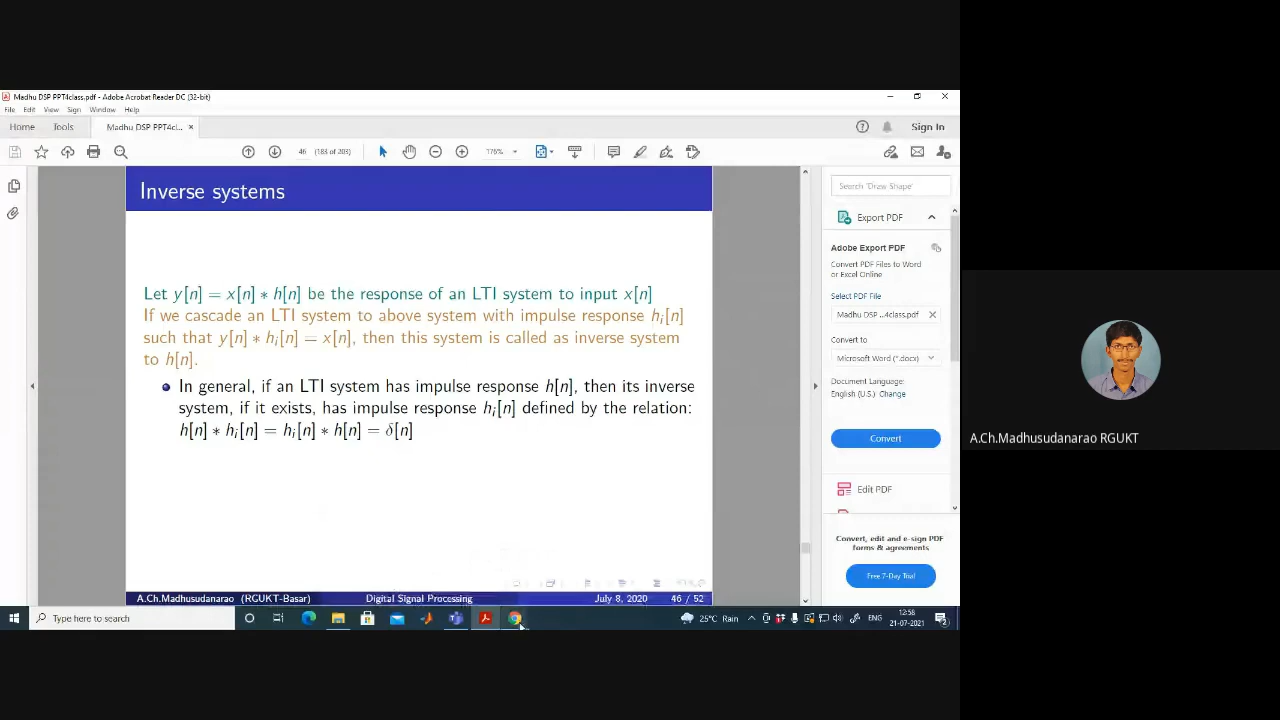 Madhu DSP PPT4class.pdf - Adobe Acrobat Reader DC (32-bit)
File Edit View Sign Window Help
Home Tools Madhu DSP PPT4cl... × Sign In
46 (183 of 203) 176%
Inverse systems
Let y[n] = x[n] ∗ h[n] be the response of an LTI system to input x[n]
If we cascade an LTI system to above system with impulse response hᵢ[n]
such that y[n] ∗ hᵢ[n] = x[n], then this system is called as inverse system
to h[n].
In general, if an LTI system has impulse response h[n], then its inverse
system, if it exists, has impulse response hᵢ[n] defined by the relation:
h[n] ∗ hᵢ[n] = hᵢ[n] ∗ h[n] = δ[n]
A.Ch.Madhusudanarao (RGUKT-Basar) Digital Signal Processing July 8, 2020 46 / 52
Search 'Draw Shape'
Export PDF
Adobe Export PDF
Convert PDF Files to Word
or Excel Online
Select PDF File
Madhu DSP ...4class.pdf
Convert to
Microsoft Word (*.docx)
Document Language:
English (U.S.) Change
Convert
Edit PDF
Convert, edit and e-sign PDF
forms & agreements
Free 7-Day Trial
Type here to search
25°C Rain
ENG
12:58
21-07-2021
A.Ch.Madhusudanarao RGUKT